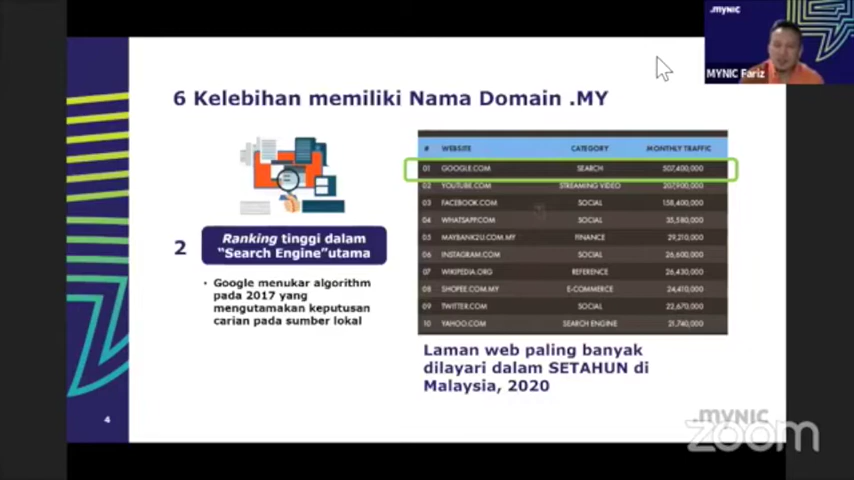 .mynic
MYNIC Fariz
6 Kelebihan memiliki Nama Domain .MY
2
Ranking tinggi dalam
"Search Engine"utama
• Google menukar algorithm
pada 2017 yang
mengutamakan keputusan
carian pada sumber lokal
# WEBSITE CATEGORY MONTHLY TRAFFIC
01 GOOGLE.COM SEARCH 507,400,000
02 YOUTUBE.COM STREAMING VIDEO 207,900,000
03 FACEBOOK.COM SOCIAL 158,400,000
04 WHATSAPP.COM SOCIAL 35,580,000
05 MAYBANK2U.COM.MY FINANCE 29,210,000
06 INSTAGRAM.COM SOCIAL 26,600,000
07 WIKIPEDIA.ORG REFERENCE 26,430,000
08 SHOPEE.COM.MY E-COMMERCE 24,410,000
09 TWITTER.COM SOCIAL 22,670,000
10 YAHOO.COM SEARCH ENGINE 21,740,000
Laman web paling banyak
dilayari dalam SETAHUN di
Malaysia, 2020
4
.mynic
zoom